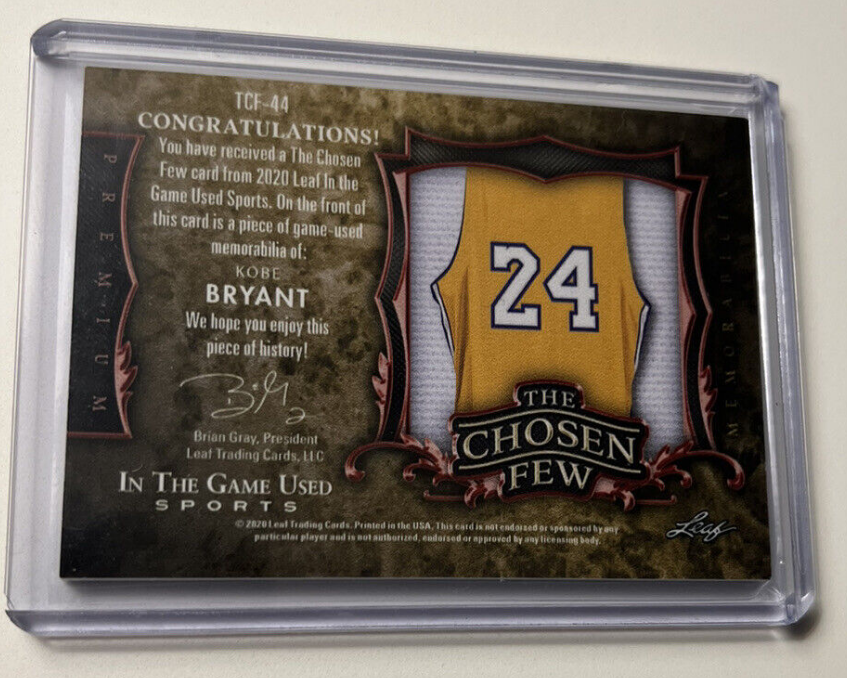 TCF-44
CONGRATULATIONS!
You have received a The Chosen
Few card from 2020 Leaf In the
Game Used Sports. On the front of
this card is a piece of game-used
memorabilia of:
KOBE
BRYANT
We hope you enjoy this
piece of history!
Brian Gray, President
Leaf Trading Cards, LLC
IN THE GAME USED
SPORTS
© 2020 Leaf Trading Cards. Printed in the USA. This card is not endorsed or sponsored by any
particular player and is not authorized, endorsed or approved by any licensing body.
PREMIUM
24
THE
CHOSEN
FEW
MEMORABILIA
Leaf